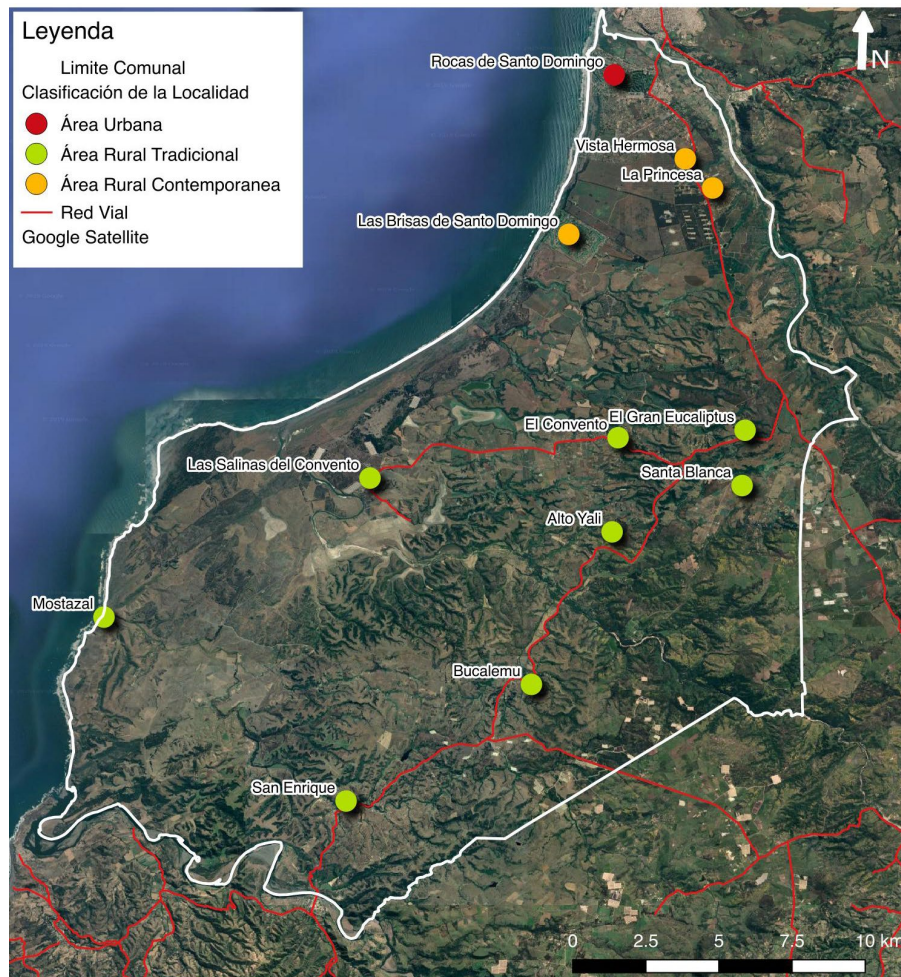 Leyenda
Limite Comunal
Clasificación de la Localidad
Área Urbana
Área Rural Tradicional
Área Rural Contemporanea
Red Vial
Google Satellite
N
Rocas de Santo Domingo
Vista Hermosa
La Princesa
Las Brisas de Santo Domingo
El Convento
El Gran Eucaliptus
Las Salinas del Convento
Santa Blanca
Alto Yali
Mostazal
Bucalemu
San Enrique
0 2.5 5 7.5 10 km